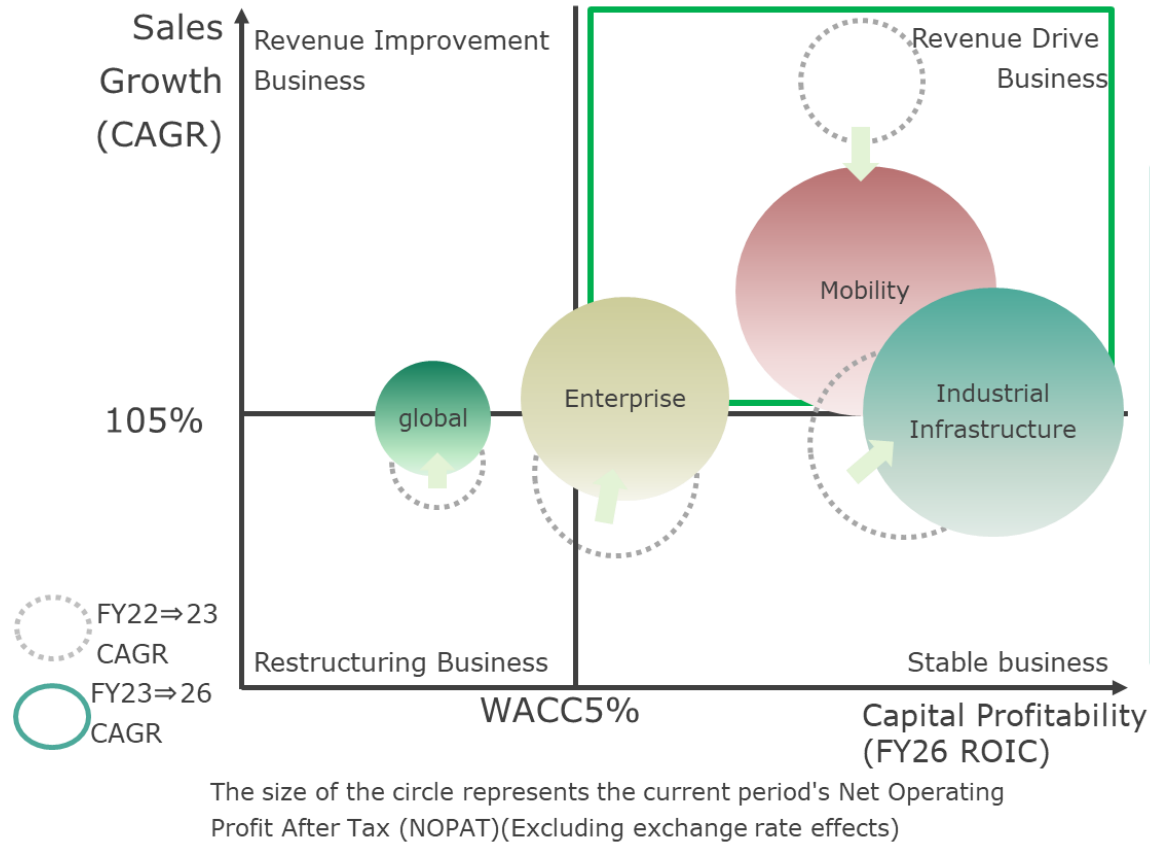 Sales
Growth
(CAGR)
Revenue Improvement
Business
Revenue Drive
Business
Mobility
Enterprise
global
Industrial
Infrastructure
105%
FY22⇒23
CAGR
FY23⇒26
CAGR
Restructuring Business
Stable business
WACC5%
Capital Profitability
(FY26 ROIC)
The size of the circle represents the current period's Net Operating
Profit After Tax (NOPAT)(Excluding exchange rate effects)